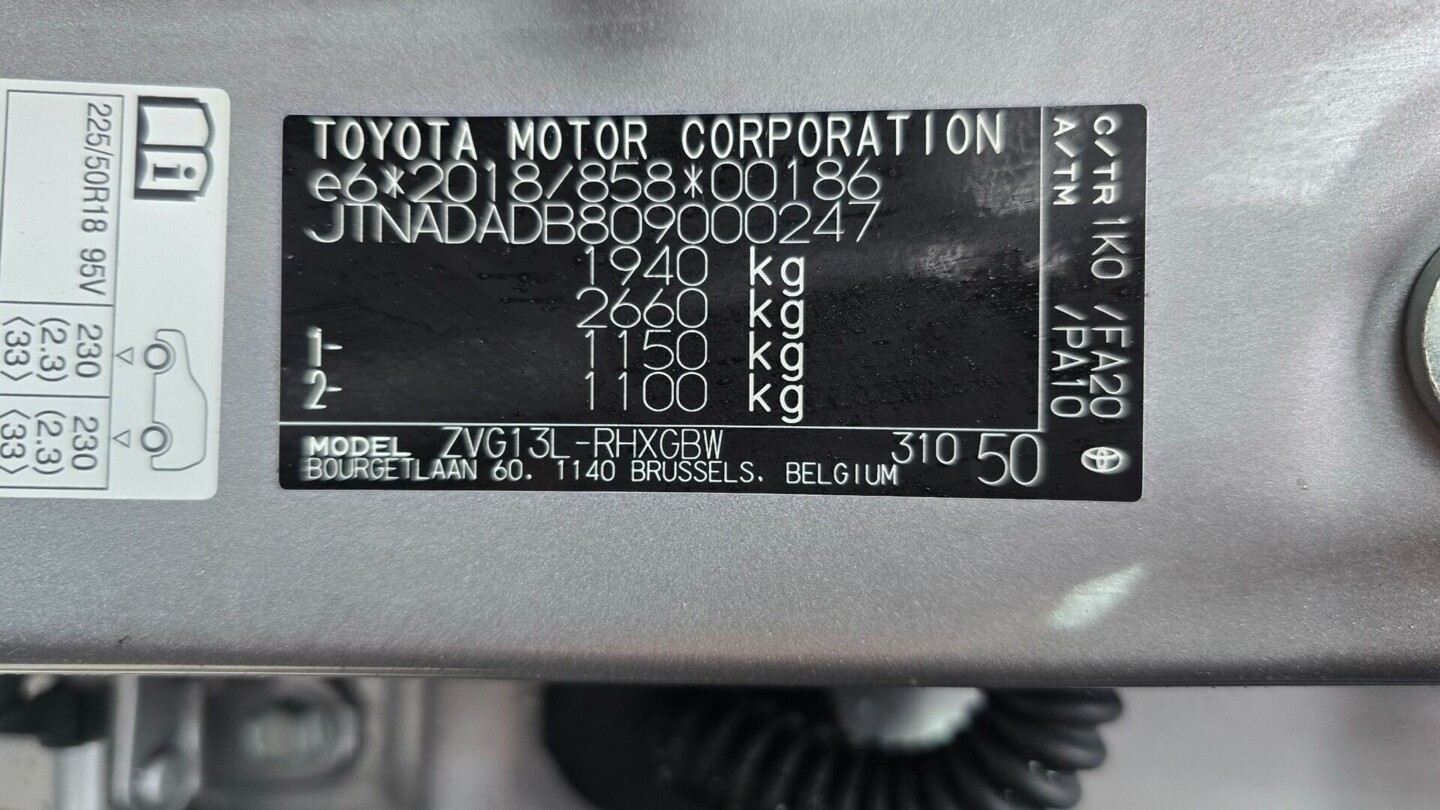 TOYOTA MOTOR CORPORATION
e6*2018/858*00186
JTNADADB809000247
1940 kg
2660 kg
1- 1150 kg
2- 1100 kg
MODEL ZVG13L-RHXGBW 310 50
BOURGETLAAN 60. 1140 BRUSSELS. BELGIUM
C/TR 1K0 /FA20
A/TM /PA10
i
225/50R18 95V
230
(2.3)
<33>
230
(2.3)
<33>